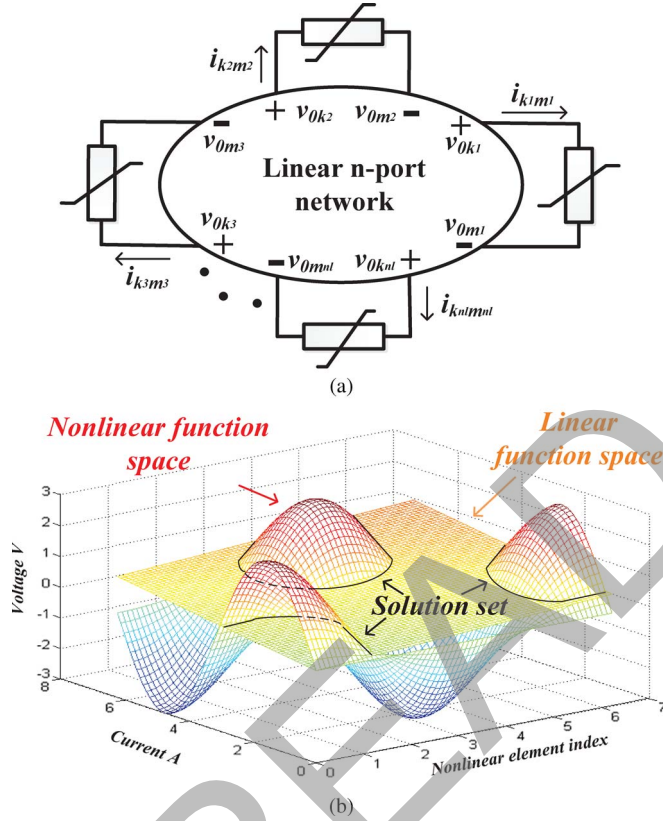 i_{k2m2}
i_{k1m1}
v_{0k2} v_{0m2}
v_{0m3} v_{0k1}
Linear n-port
network
v_{0k3} v_{0m1}
v_{0mnl} v_{0knl}
i_{k3m3}
i_{knlmnl}
(a)
Nonlinear function
space
Linear
function space
Solution set
Voltage V
3
2
1
0
-1
-2
-3
8
6
4
2
0
Current A
0
1
2
3
4
5
6
7
Nonlinear element index
(b)